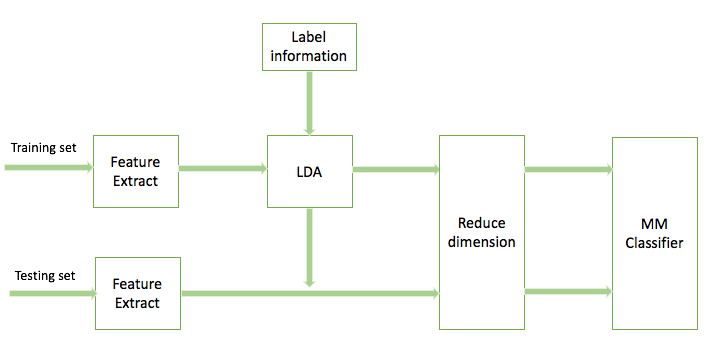 Label
information
Training set
Feature
Extract
LDA
Reduce
dimension
MM
Classifier
Testing set
Feature
Extract